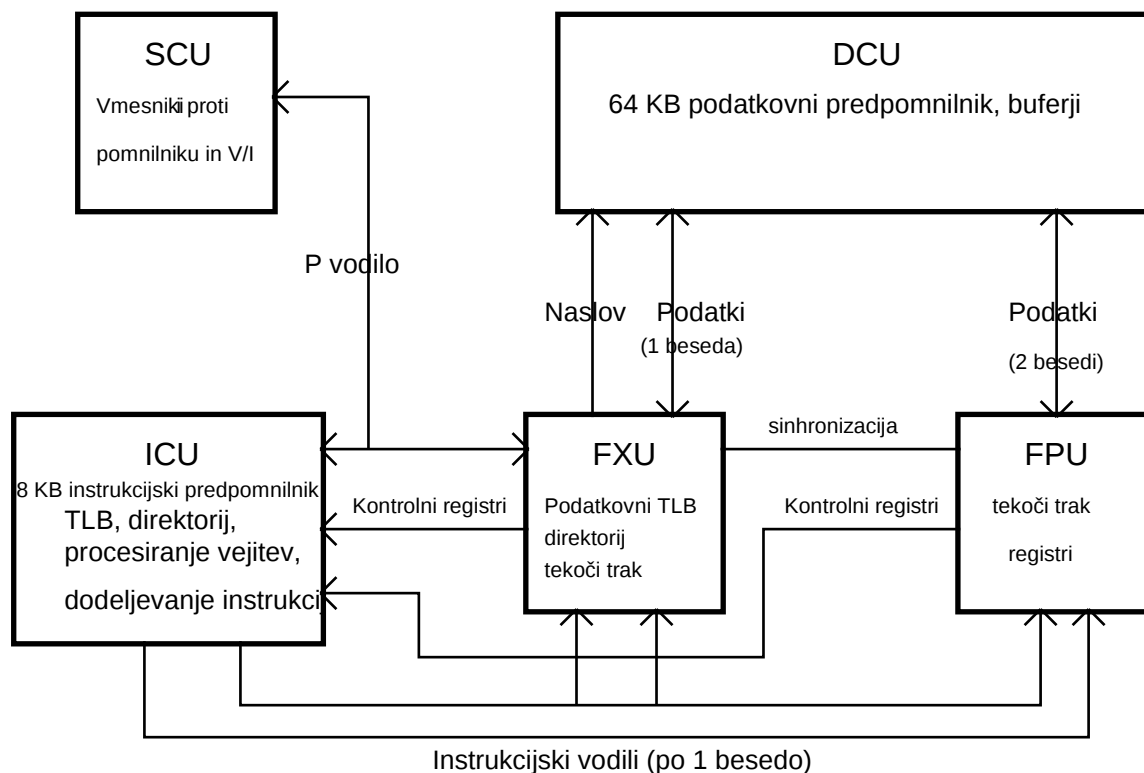 SCU
Vmesniki proti
pomnilniku in V/I
DCU
64 KB podatkovni predpomnilnik, buferji
P vodilo
Naslov
Podatki
(1 beseda)
Podatki
(2 besedi)
ICU
8 KB instrukcijski predpomnilnik
TLB, direktorij,
procesiranje vejitev,
dodeljevanje instrukcij
Kontrolni registri
FXU
Podatkovni TLB
direktorij
tekoči trak
sinhronizacija
Kontrolni registri
FPU
tekoči trak
registri
Instrukcijski vodili (po 1 besedo)